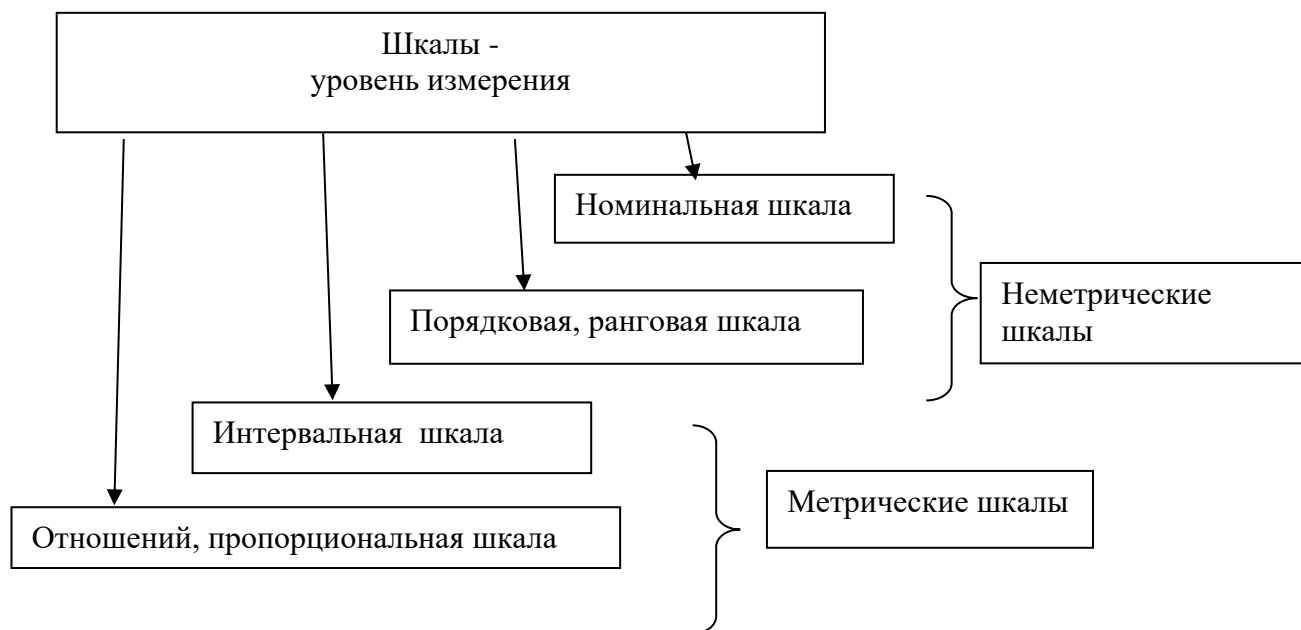 Шкалы -
уровень измерения
Номинальная шкала
Порядковая, ранговая шкала
Неметрические
шкалы
Интервальная  шкала
Метрические шкалы
Отношений, пропорциональная шкала